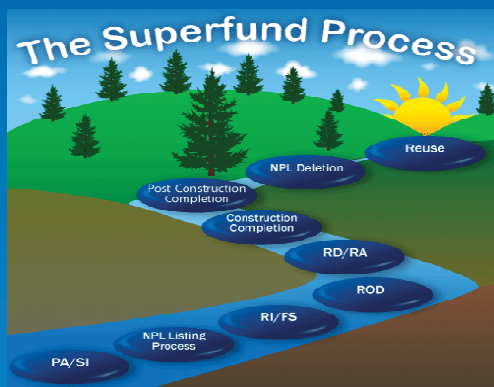 The Superfund Process
Reuse
NPL Deletion
Post Construction
Completion
Construction
Completion
RD/RA
ROD
RI/FS
NPL Listing
Process
PA/SI